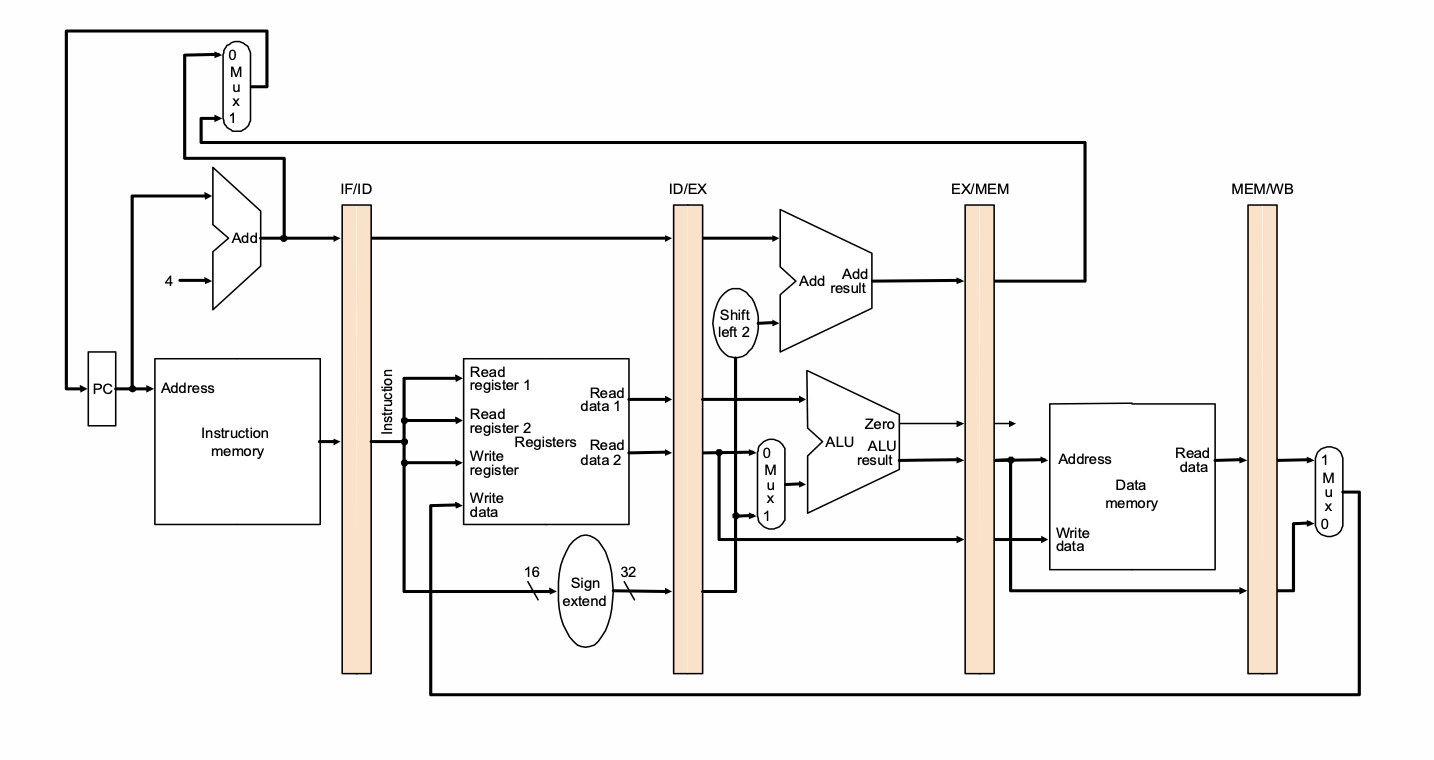 0
M
u
x
1
IF/ID
ID/EX
EX/MEM
MEM/WB
Add
4
Add
Add
result
Shift
left 2
PC
Address
Instruction
memory
Instruction
Read
register 1
Read
register 2
Write
register
Write
data
Registers
Read
data 1
Read
data 2
16
Sign
extend
32
0
M
u
x
1
Zero
ALU
ALU
result
Address
Read
data
Data
memory
Write
data
1
M
u
x
0